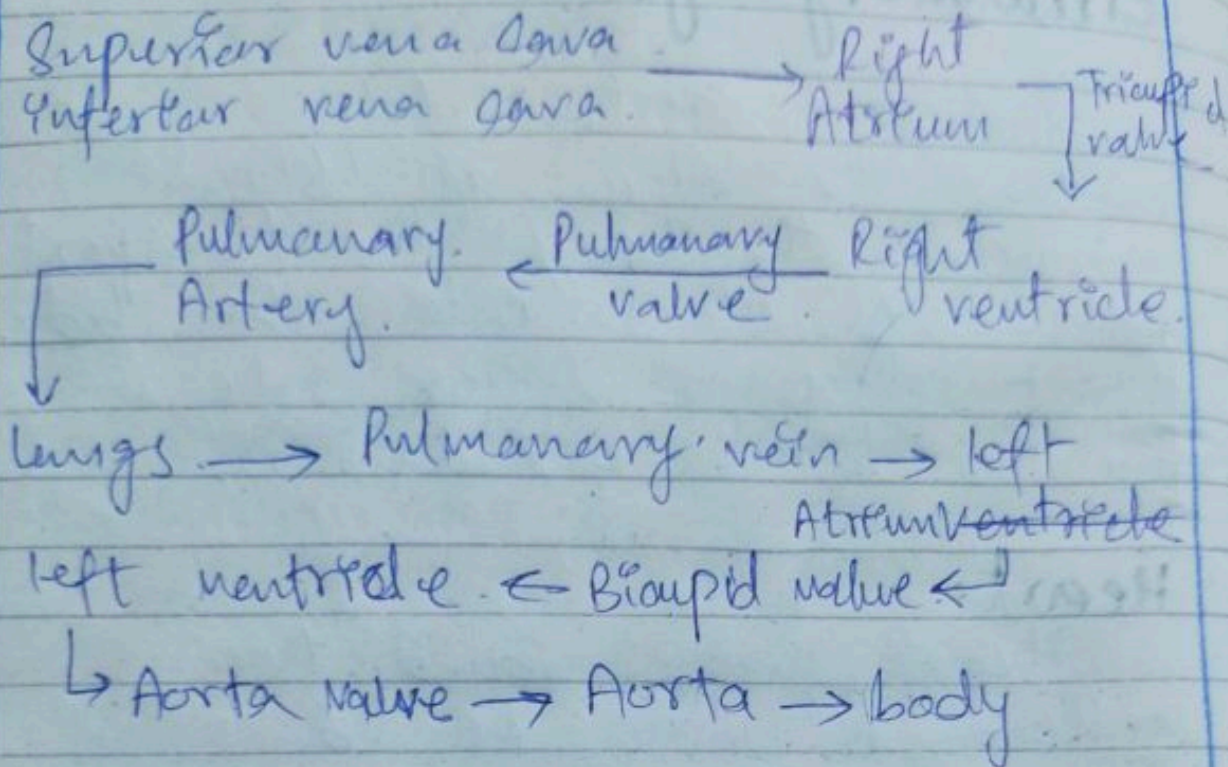 Superior vena Cava
Inferior vena cava. → Right Atrium
Tricuspid valve
Pulmonary Artery. ← Pulmonary valve. Right ventricle.
lungs → Pulmonary vein → left
Atrium ventricle
left ventricle ← Bicupid valve ↵
↳ Aorta valve → Aorta → body